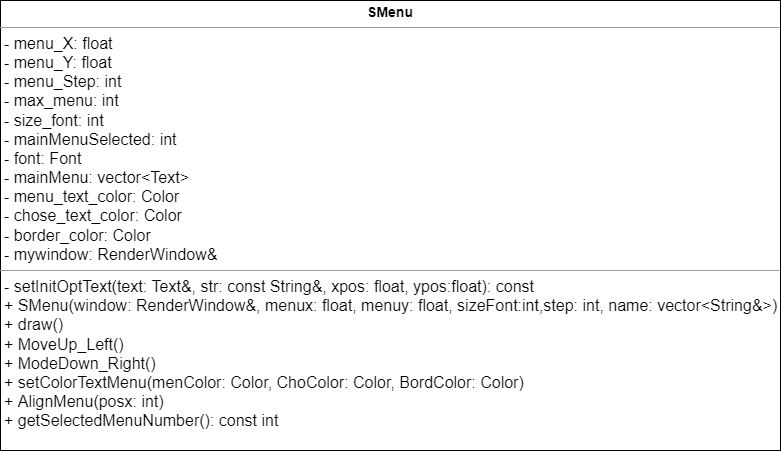 SMenu
- menu_X: float
- menu_Y: float
- menu_Step: int
- max_menu: int
- size_font: int
- mainMenuSelected: int
- font: Font
- mainMenu: vector<Text>
- menu_text_color: Color
- chose_text_color: Color
- border_color: Color
- mywindow: RenderWindow&
- setInitOptText(text: Text&, str: const String&, xpos: float, ypos:float): const
+ SMenu(window: RenderWindow&, menux: float, menuy: float, sizeFont:int,step: int, name: vector<String&>)
+ draw()
+ MoveUp_Left()
+ ModeDown_Right()
+ setColorTextMenu(menColor: Color, ChoColor: Color, BordColor: Color)
+ AlignMenu(posx: int)
+ getSelectedMenuNumber(): const int